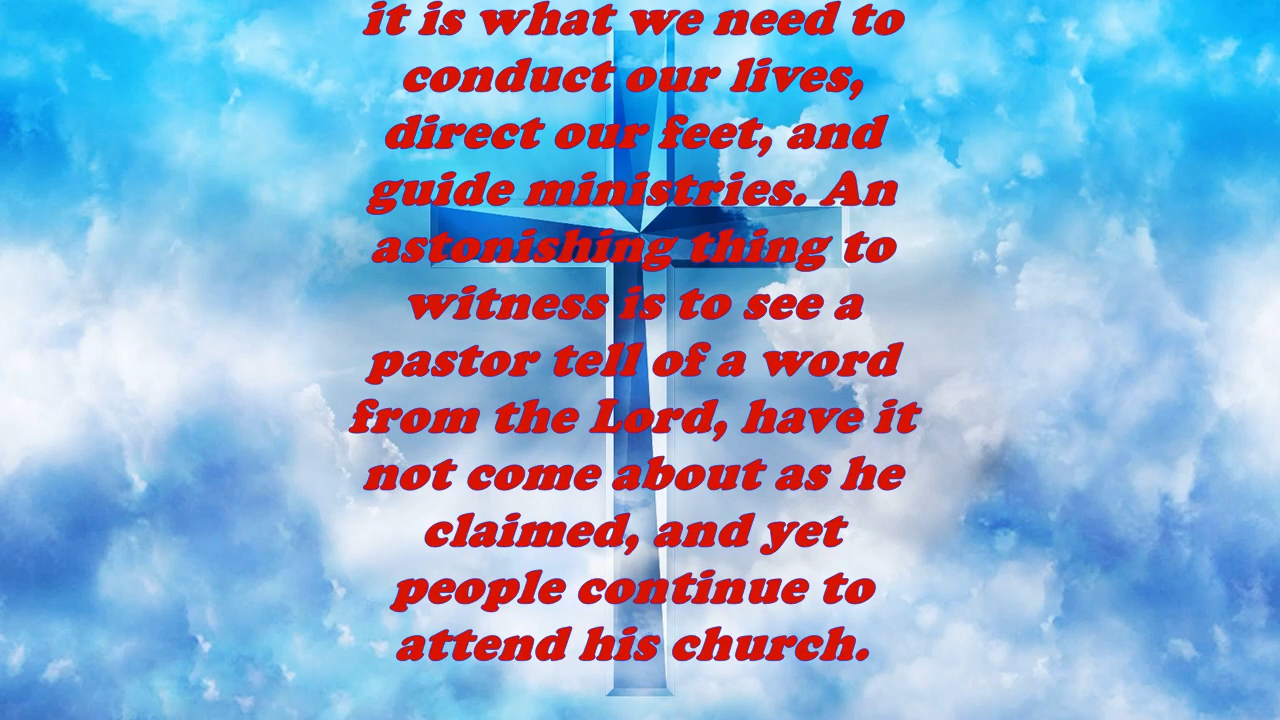 it is what we need to
conduct our lives,
direct our feet, and
guide ministries. An
astonishing thing to
witness is to see a
pastor tell of a word
from the Lord, have it
not come about as he
claimed, and yet
people continue to
attend his church.